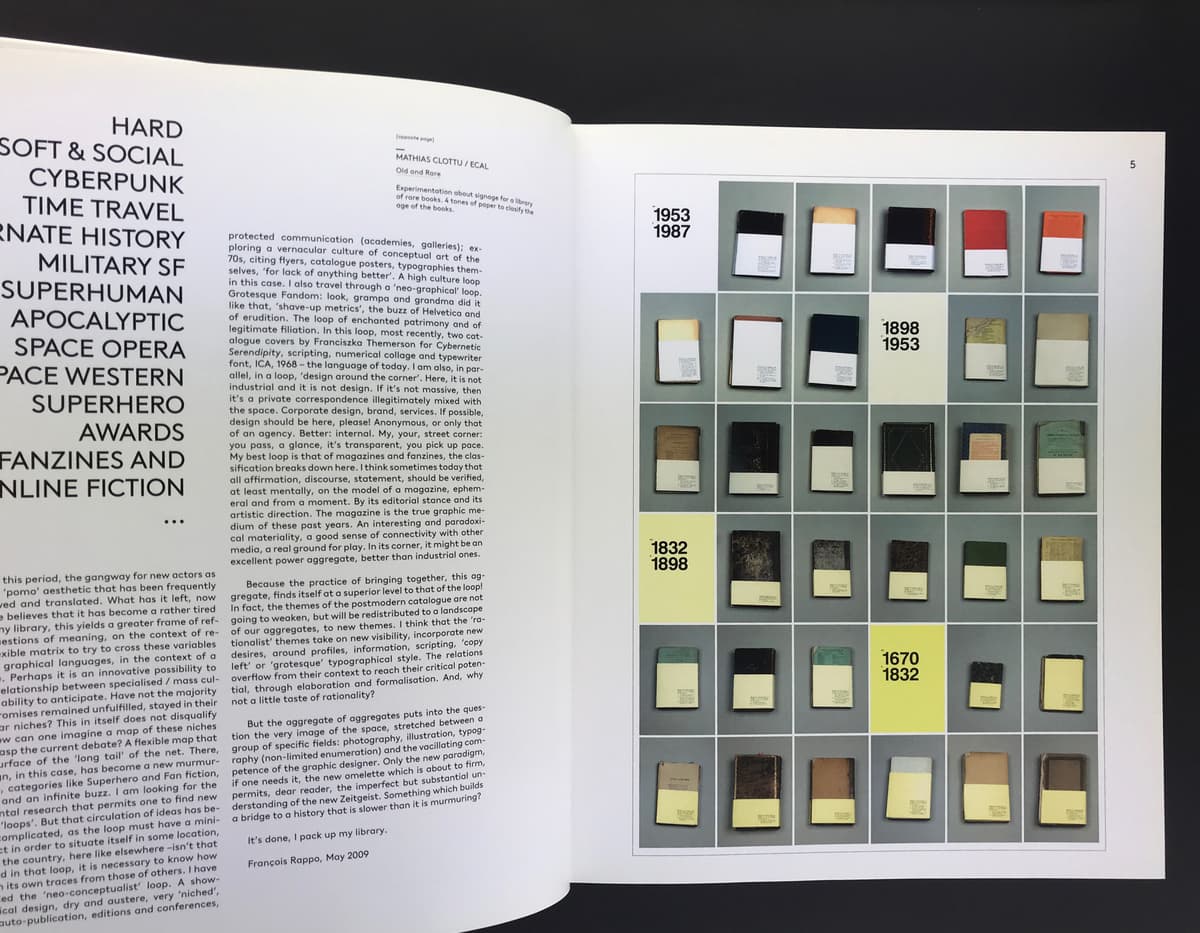 HARD
SOFT & SOCIAL
CYBERPUNK
TIME TRAVEL
RNATE HISTORY
MILITARY SF
SUPERHUMAN
APOCALYPTIC
SPACE OPERA
PACE WESTERN
SUPERHERO
AWARDS
FANZINES AND
NLINE FICTION
...
this period, the gangway for new actors as
'pomo' aesthetic that has been frequently
ved and translated. What has it left, now
e believes that it has become a rather tired
ny library, this yields a greater frame of ref-
estions of meaning, on the context of re-
exible matrix to try to cross these variables
graphical languages, in the context of a
. Perhaps it is an innovative possibility to
elationship between specialised / mass cul-
ability to anticipate. Have not the majority
romises remained unfulfilled, stayed in their
ar niches? This in itself does not disqualify
ow can one imagine a map of these niches
asp the current debate? A flexible map that
urface of the 'long tail' of the net. There,
gn, in this case, has become a new murmur-
, categories like Superhero and Fan fiction,
and an infinite buzz. I am looking for the
ntal research that permits one to find new
'loops'. But that circulation of ideas has be-
complicated, as the loop must have a mini-
ct in order to situate itself in some location,
the country, here like elsewhere –isn't that
d in that loop, it is necessary to know how
n its own traces from those of others. I have
ed the 'neo-conceptualist' loop. A show-
ical design, dry and austere, very 'niched',
auto-publication, editions and conferences,
(opposite page)
—
MATHIAS CLOTTU / ECAL
Old and Rare
Experimentation about signage for a library
of rare books. 4 tones of paper to clasify the
age of the books.
protected communication (academies, galleries); ex-
ploring a vernacular culture of conceptual art of the
70s, citing flyers, catalogue posters, typographies them-
selves, 'for lack of anything better'. A high culture loop
in this case. I also travel through a 'neo-graphical' loop.
Grotesque Fandom: look, grampa and grandma did it
like that, 'shave-up metrics', the buzz of Helvetica and
of erudition. The loop of enchanted patrimony and of
legitimate filiation. In this loop, most recently, two cat-
alogue covers by Franciszka Themerson for Cybernetic
Serendipity, scripting, numerical collage and typewriter
font, ICA, 1968 – the language of today. I am also, in par-
allel, in a loop, 'design around the corner'. Here, it is not
industrial and it is not design. If it's not massive, then
it's a private correspondence illegitimately mixed with
the space. Corporate design, brand, services. If possible,
design should be here, please! Anonymous, or only that
of an agency. Better: internal. My, your, street corner:
you pass, a glance, it's transparent, you pick up pace.
My best loop is that of magazines and fanzines, the clas-
sification breaks down here. I think sometimes today that
all affirmation, discourse, statement, should be verified,
at least mentally, on the model of a magazine, ephem-
eral and from a moment. By its editorial stance and its
artistic direction. The magazine is the true graphic me-
dium of these past years. An interesting and paradoxi-
cal materiality, a good sense of connectivity with other
media, a real ground for play. In its corner, it might be an
excellent power aggregate, better than industrial ones.
Because the practice of bringing together, this ag-
gregate, finds itself at a superior level to that of the loop!
In fact, the themes of the postmodern catalogue are not
going to weaken, but will be redistributed to a landscape
of our aggregates, to new themes. I think that the 'ra-
tionalist' themes take on new visibility, incorporate new
desires, around profiles, information, scripting, 'copy
left' or 'grotesque' typographical style. The relations
overflow from their context to reach their critical poten-
tial, through elaboration and formalisation. And, why
not a little taste of rationality?
But the aggregate of aggregates puts into the ques-
tion the very image of the space, stretched between a
group of specific fields: photography, illustration, typog-
raphy (non-limited enumeration) and the vacillating com-
petence of the graphic designer. Only the new paradigm,
if one needs it, the new omelette which is about to firm,
permits, dear reader, the imperfect but substantial un-
derstanding of the new Zeitgeist. Something which builds
a bridge to a history that is slower than it is murmuring?
It's done, I pack up my library.
François Rappo, May 2009
5
1953
1987
1898
1953
1832
1898
1670
1832